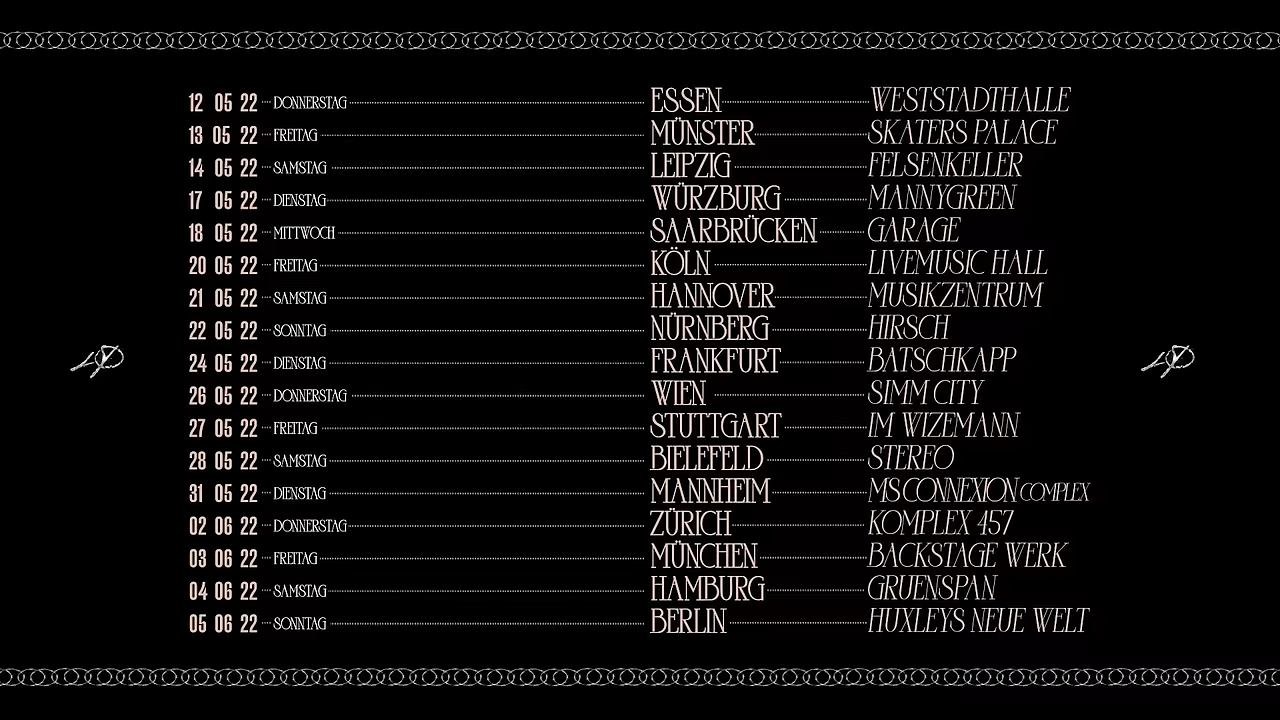 12 05 22 DONNERSTAG ESSEN WESTSTADTHALLE
13 05 22 FREITAG MÜNSTER SKATERS PALACE
14 05 22 SAMSTAG LEIPZIG FELSENKELLER
17 05 22 DIENSTAG WÜRZBURG MANNYGREEN
18 05 22 MITTWOCH SAARBRÜCKEN GARAGE
20 05 22 FREITAG KÖLN LIVEMUSIC HALL
21 05 22 SAMSTAG HANNOVER MUSIKZENTRUM
22 05 22 SONNTAG NÜRNBERG HIRSCH
24 05 22 DIENSTAG FRANKFURT BATSCHKAPP
26 05 22 DONNERSTAG WIEN SIMM CITY
27 05 22 FREITAG STUTTGART IM WIZEMANN
28 05 22 SAMSTAG BIELEFELD STEREO
31 05 22 DIENSTAG MANNHEIM MS CONNEXION COMPLEX
02 06 22 DONNERSTAG ZÜRICH KOMPLEX 457
03 06 22 FREITAG MÜNCHEN BACKSTAGE WERK
04 06 22 SAMSTAG HAMBURG GRUENSPAN
05 06 22 SONNTAG BERLIN HUXLEYS NEUE WELT